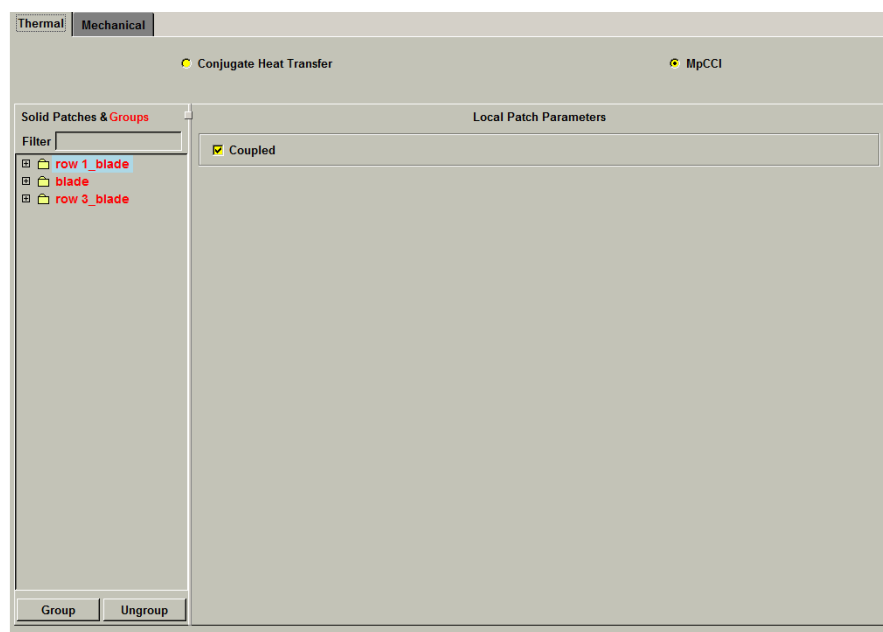 Thermal Mechanical
Conjugate Heat Transfer MpCCI
Solid Patches & Groups Local Patch Parameters
Filter
Coupled
row 1_blade
blade
row 3_blade
Group Ungroup